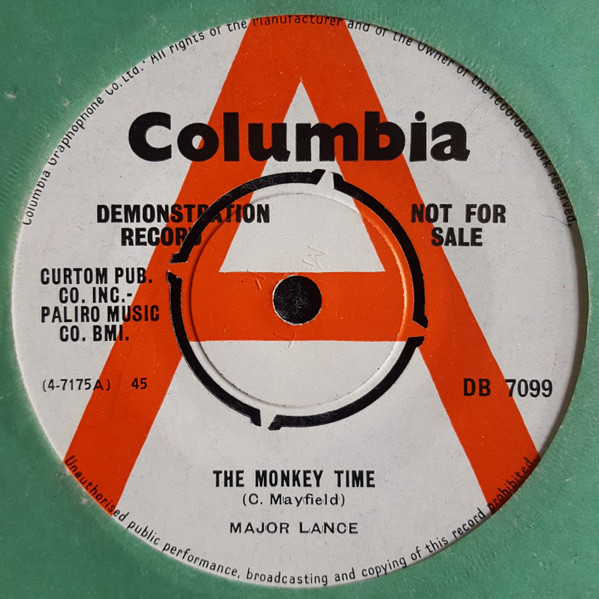 Columbia Graphophone Co. Ltd. All rights of the Manufacturer and of the Owner of the recorded work reserved.
A
Columbia
DEMONSTRATION
RECORD
NOT FOR
SALE
CURTOM PUB.
CO. INC.-
PALIRO MUSIC
CO. BMI.
(4-7175A) 45
DB 7099
THE MONKEY TIME
(C. Mayfield)
MAJOR LANCE
Unauthorised public performance, broadcasting and copying of this record prohibited.